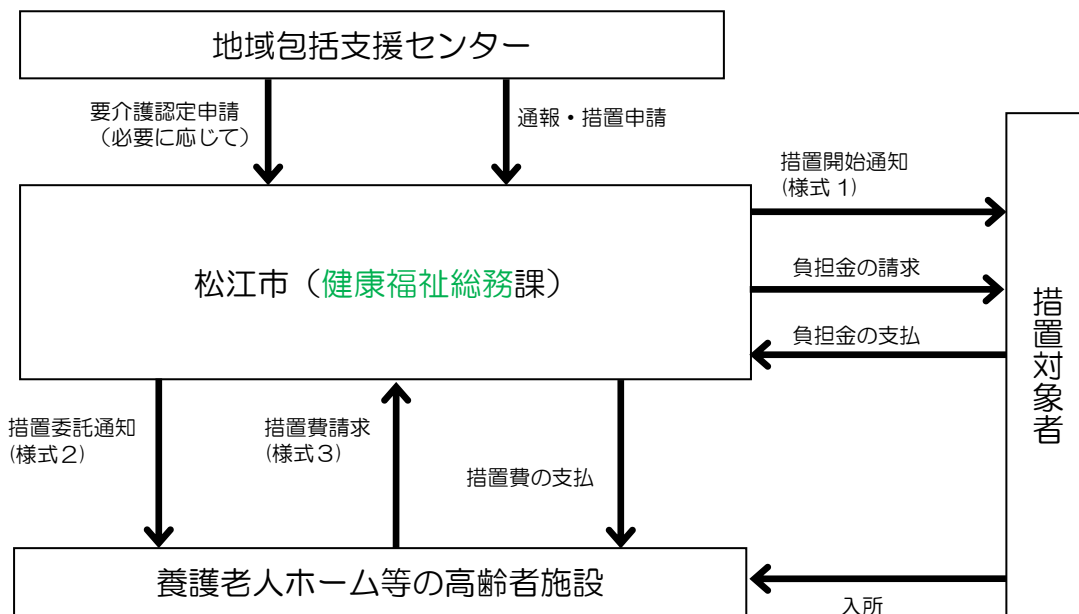 地域包括支援センター
要介護認定申請
（必要に応じて）
通報・措置申請
措置開始通知
(様式 1)
松江市（健康福祉総務課）
負担金の請求
負担金の支払
措置対象者
措置委託通知
(様式２)
措置費請求
(様式３)
措置費の支払
養護老人ホーム等の高齢者施設
入所